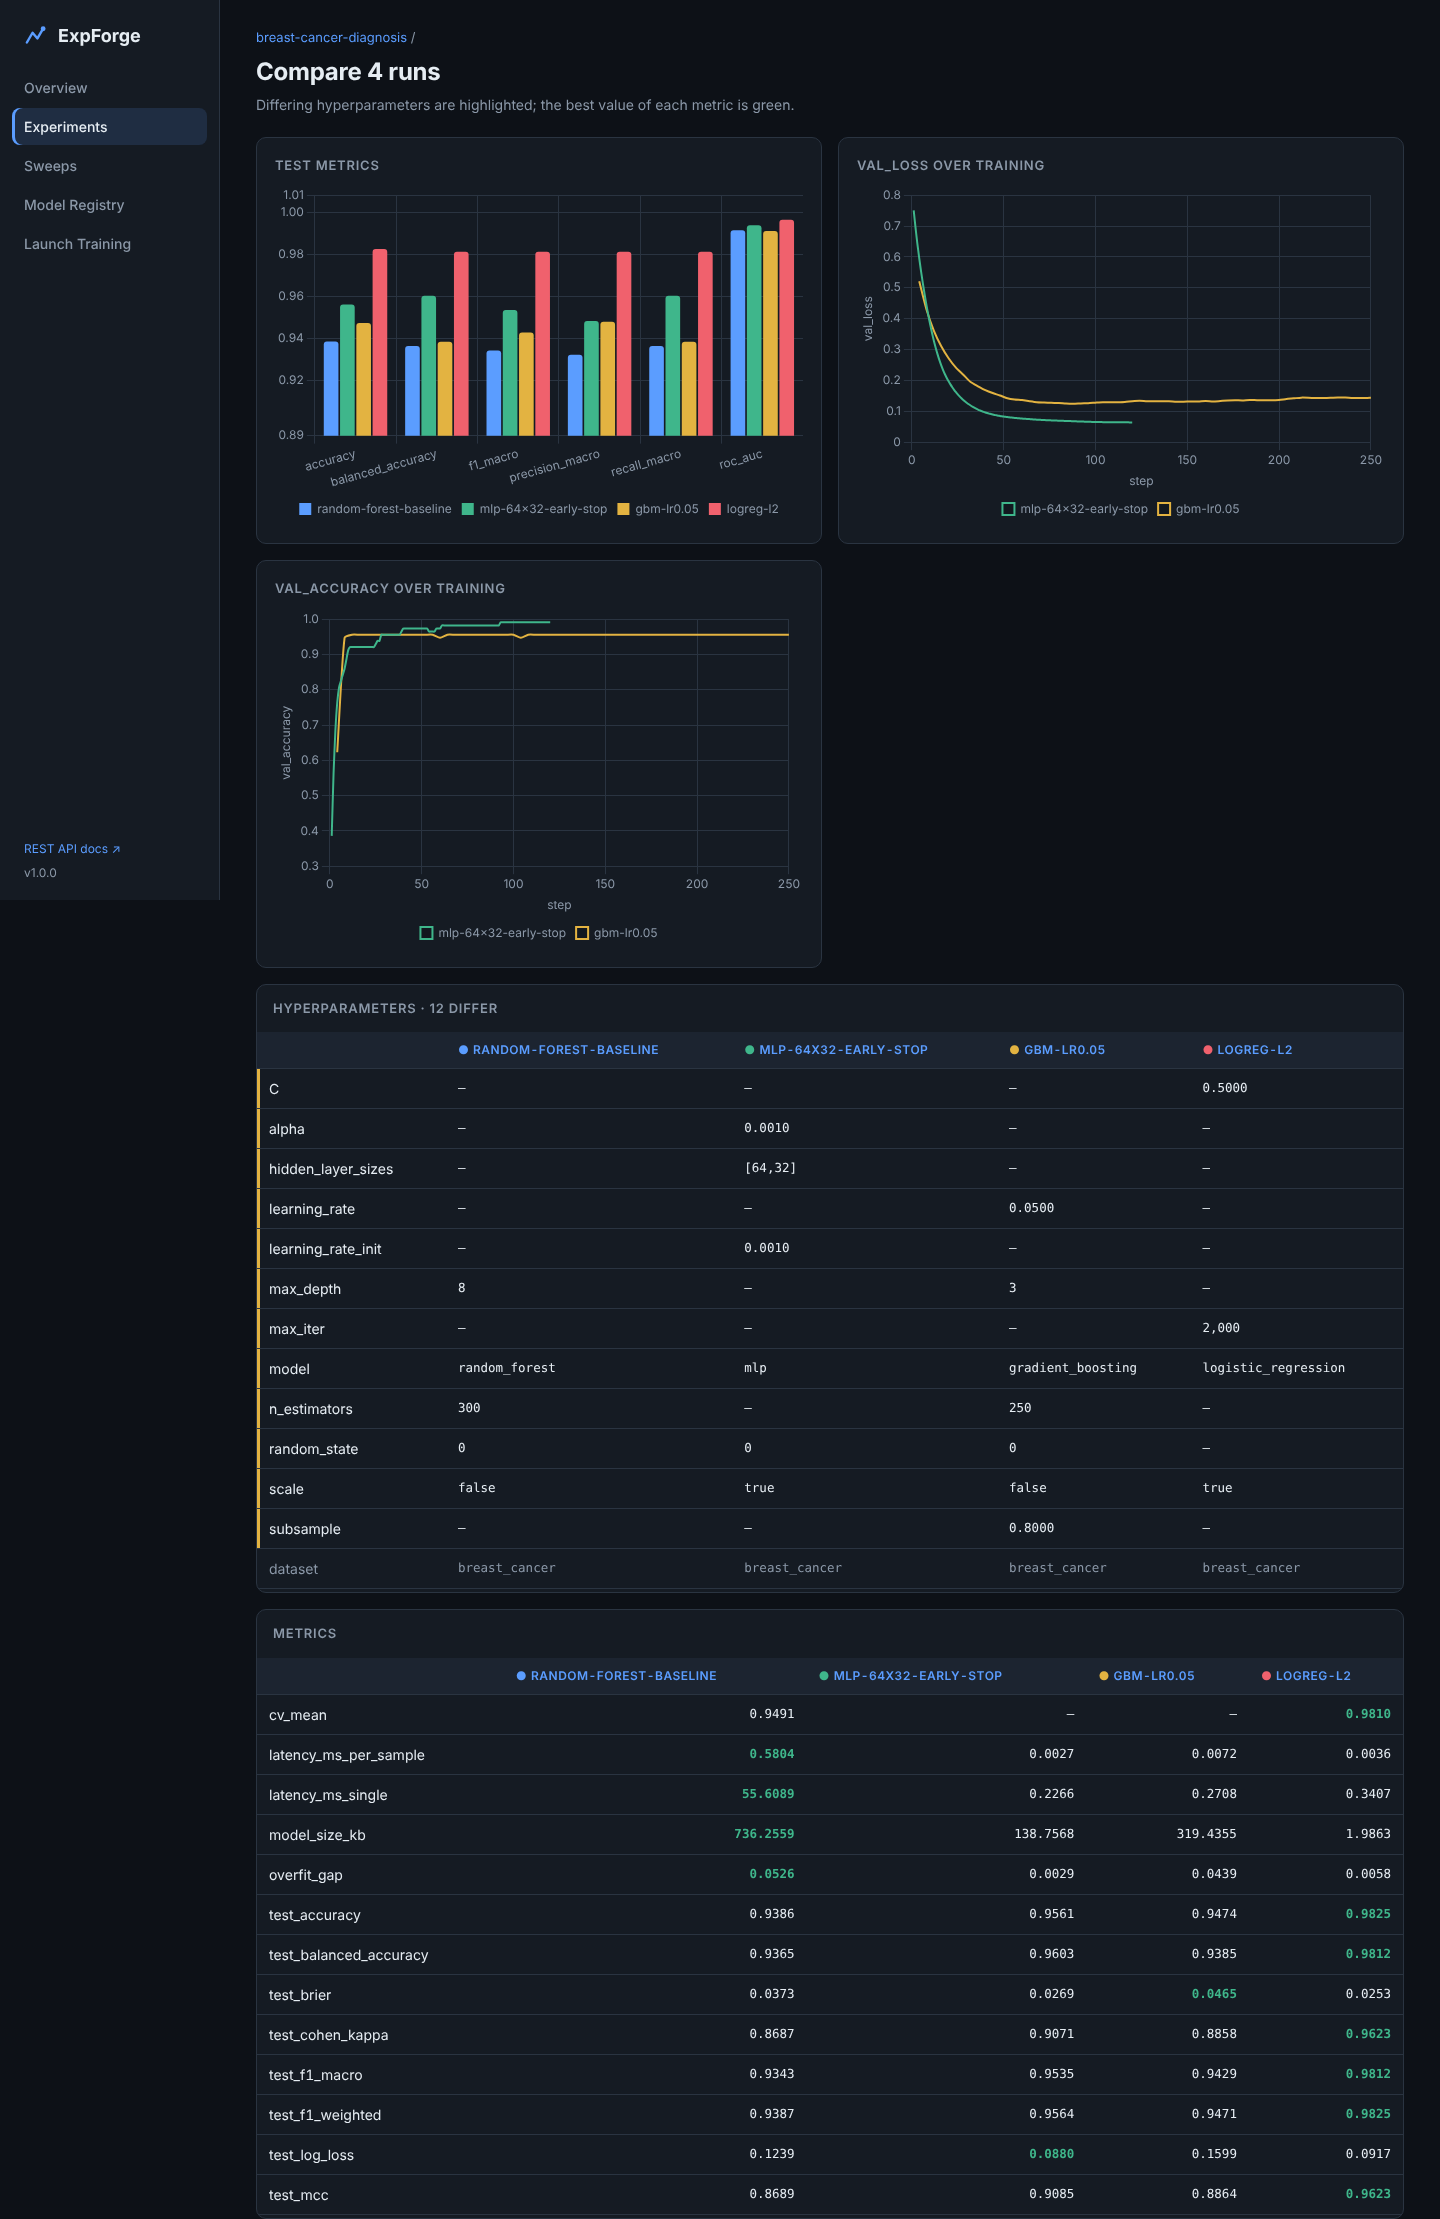 ExpForge
Overview
Experiments
Sweeps
Model Registry
Launch Training
REST API docs ↗
v1.0.0
breast-cancer-diagnosis /
Compare 4 runs
Differing hyperparameters are highlighted; the best value of each metric is green.
TEST METRICS
1.01
1.00
0.98
0.96
0.94
0.92
0.89
accuracy
balanced_accuracy
f1_macro
precision_macro
recall_macro
roc_auc
random-forest-baseline mlp-64x32-early-stop gbm-lr0.05 logreg-l2
VAL_LOSS OVER TRAINING
0.8
0.7
0.6
0.5
0.4
0.3
0.2
0.1
0
val_loss
0 50 100 150 200 250
step
mlp-64x32-early-stop gbm-lr0.05
VAL_ACCURACY OVER TRAINING
1.0
0.9
0.8
0.7
0.6
0.5
0.4
0.3
val_accuracy
0 50 100 150 200 250
step
mlp-64x32-early-stop gbm-lr0.05
HYPERPARAMETERS · 12 DIFFER
RANDOM-FOREST-BASELINE MLP-64X32-EARLY-STOP GBM-LR0.05 LOGREG-L2
C — — — 0.5000
alpha — 0.0010 — —
hidden_layer_sizes — [64,32] — —
learning_rate — — 0.0500 —
learning_rate_init — 0.0010 — —
max_depth 8 — 3 —
max_iter — — — 2,000
model random_forest mlp gradient_boosting logistic_regression
n_estimators 300 — 250 —
random_state 0 0 0 —
scale false true false true
subsample — — 0.8000 —
dataset breast_cancer breast_cancer breast_cancer breast_cancer
METRICS
RANDOM-FOREST-BASELINE MLP-64X32-EARLY-STOP GBM-LR0.05 LOGREG-L2
cv_mean 0.9491 — — 0.9810
latency_ms_per_sample 0.5804 0.0027 0.0072 0.0036
latency_ms_single 55.6089 0.2266 0.2708 0.3407
model_size_kb 736.2559 138.7568 319.4355 1.9863
overfit_gap 0.0526 0.0029 0.0439 0.0058
test_accuracy 0.9386 0.9561 0.9474 0.9825
test_balanced_accuracy 0.9365 0.9603 0.9385 0.9812
test_brier 0.0373 0.0269 0.0465 0.0253
test_cohen_kappa 0.8687 0.9071 0.8858 0.9623
test_f1_macro 0.9343 0.9535 0.9429 0.9812
test_f1_weighted 0.9387 0.9564 0.9471 0.9825
test_log_loss 0.1239 0.0880 0.1599 0.0917
test_mcc 0.8689 0.9085 0.8864 0.9623